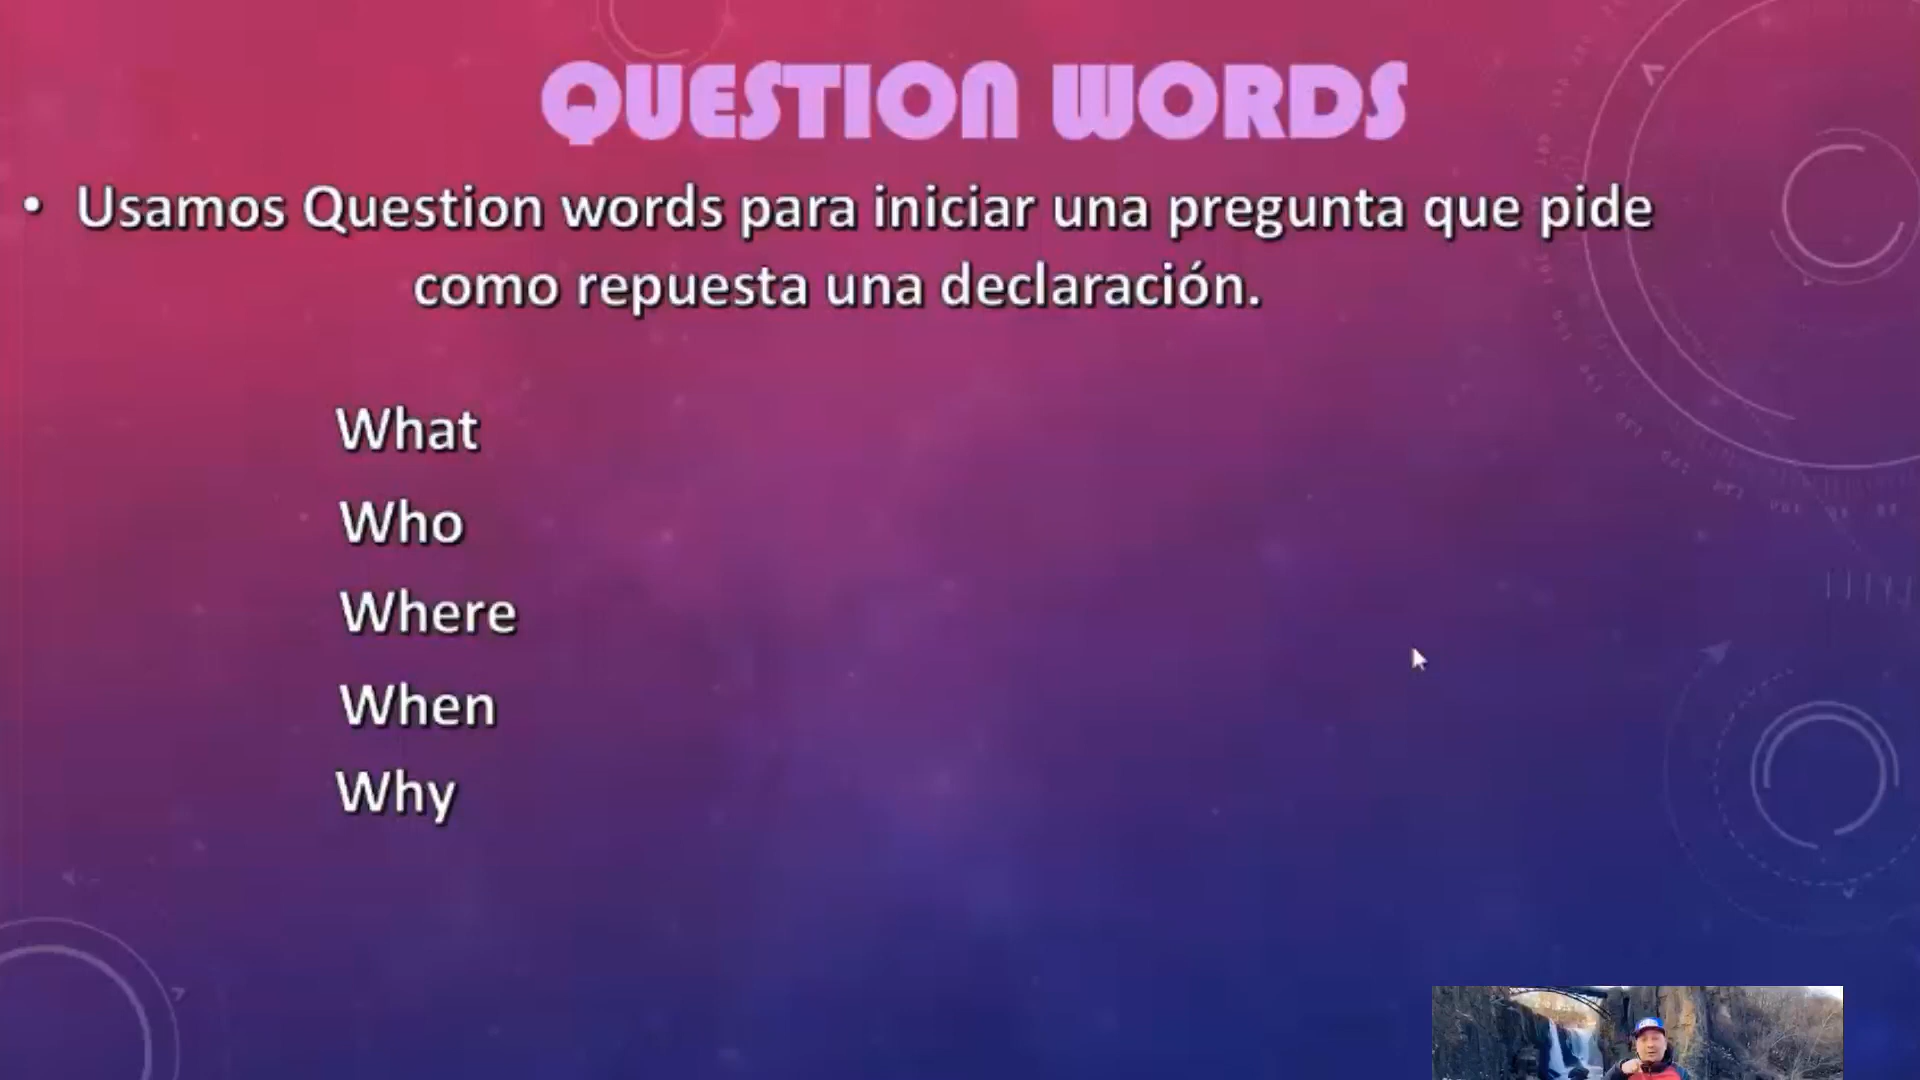 QUESTION WORDS
• Usamos Question words para iniciar una pregunta que pide
como repuesta una declaración.
What
Who
Where
When
Why